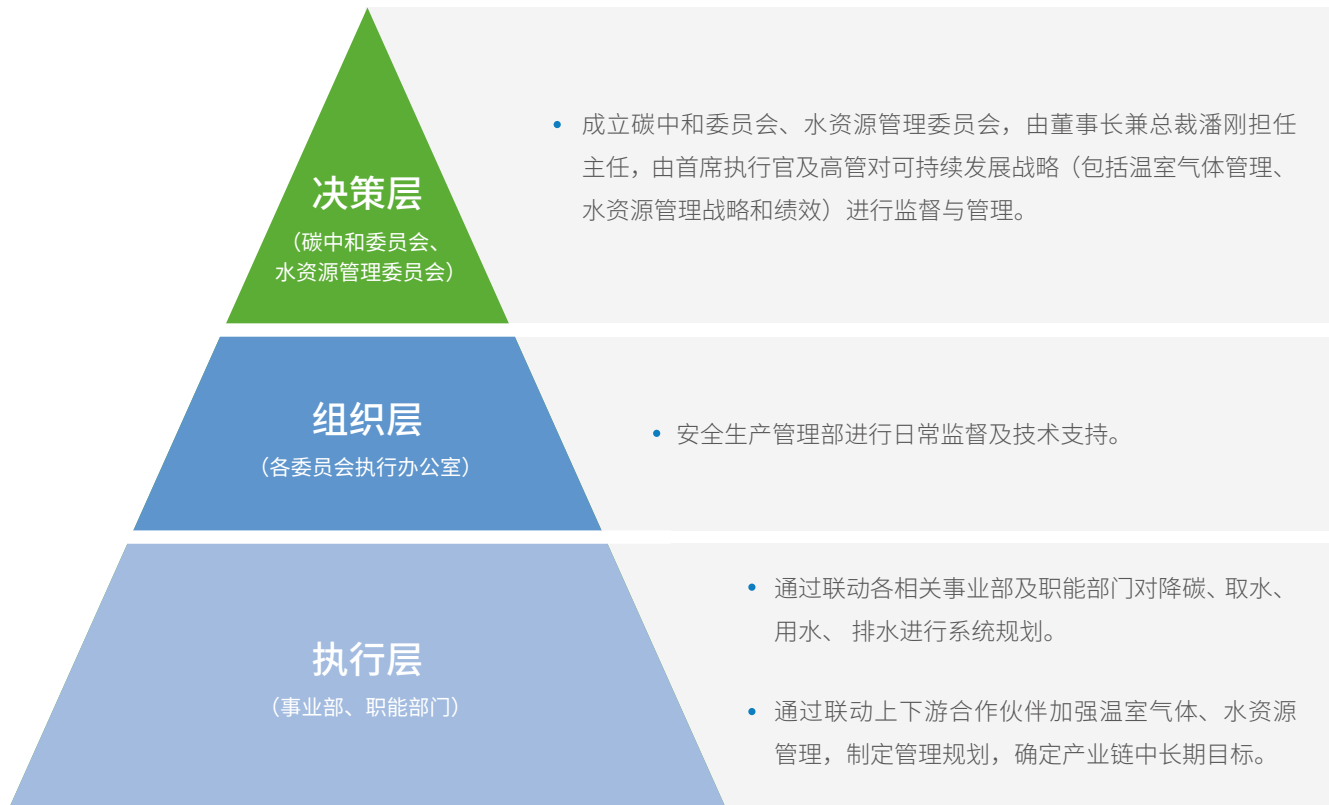 决策层
（碳中和委员会、
水资源管理委员会）
• 成立碳中和委员会、水资源管理委员会，由董事长兼总裁潘刚担任
主任，由首席执行官及高管对可持续发展战略（包括温室气体管理、
水资源管理战略和绩效）进行监督与管理。
组织层
（各委员会执行办公室）
• 安全生产管理部进行日常监督及技术支持。
执行层
（事业部、职能部门）
• 通过联动各相关事业部及职能部门对降碳、取水、
用水、 排水进行系统规划。
• 通过联动上下游合作伙伴加强温室气体、水资源
管理，制定管理规划，确定产业链中长期目标。